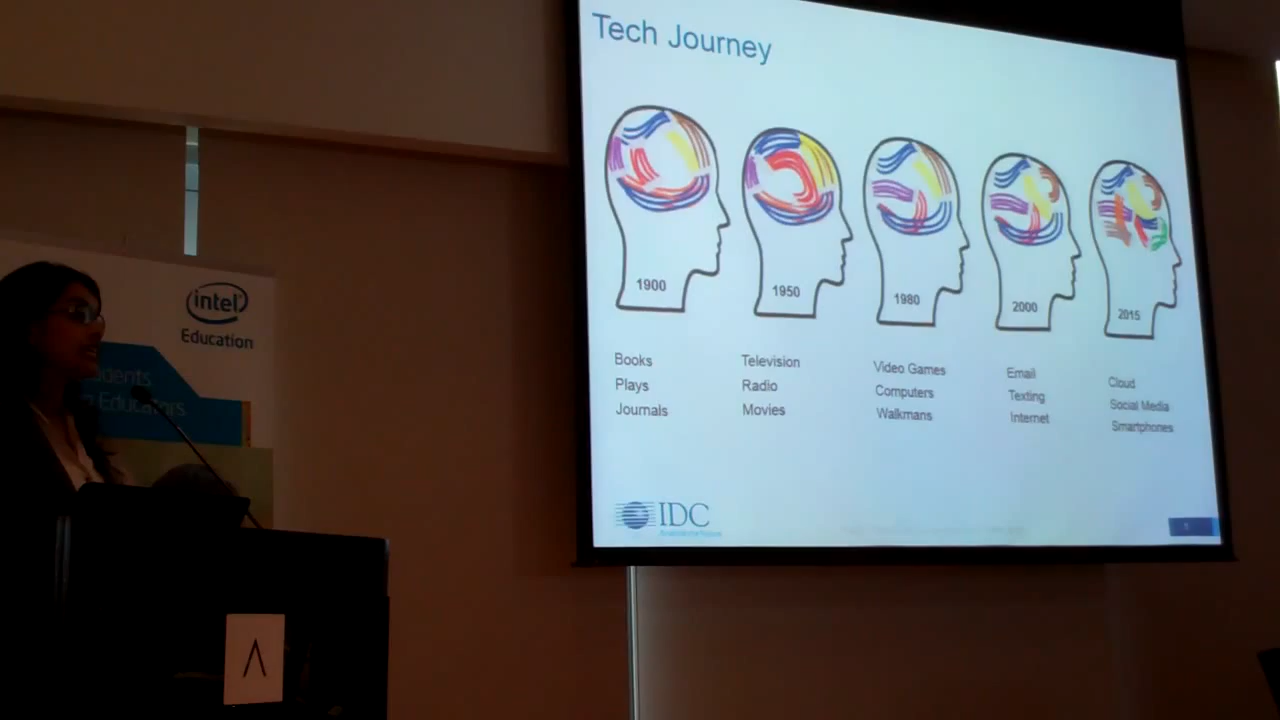 Tech Journey
1900
1950
1980
2000
2015
Books
Plays
Journals
Television
Radio
Movies
Video Games
Computers
Walkmans
Email
Texting
Internet
Cloud
Social Media
Smartphones
IDC
intel
Education
Educators